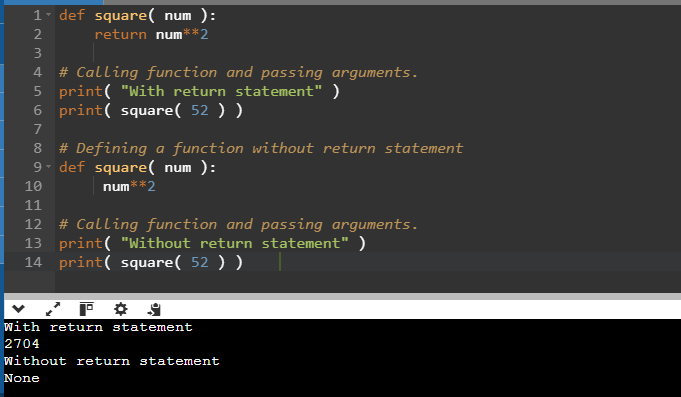 1 def square( num ):
2     return num**2
3
4 # Calling function and passing arguments.
5 print( "With return statement" )
6 print( square( 52 ) )
7
8 # Defining a function without return statement
9 def square( num ):
10      num**2
11
12 # Calling function and passing arguments.
13 print( "Without return statement" )
14 print( square( 52 ) )
With return statement
2704
Without return statement
None